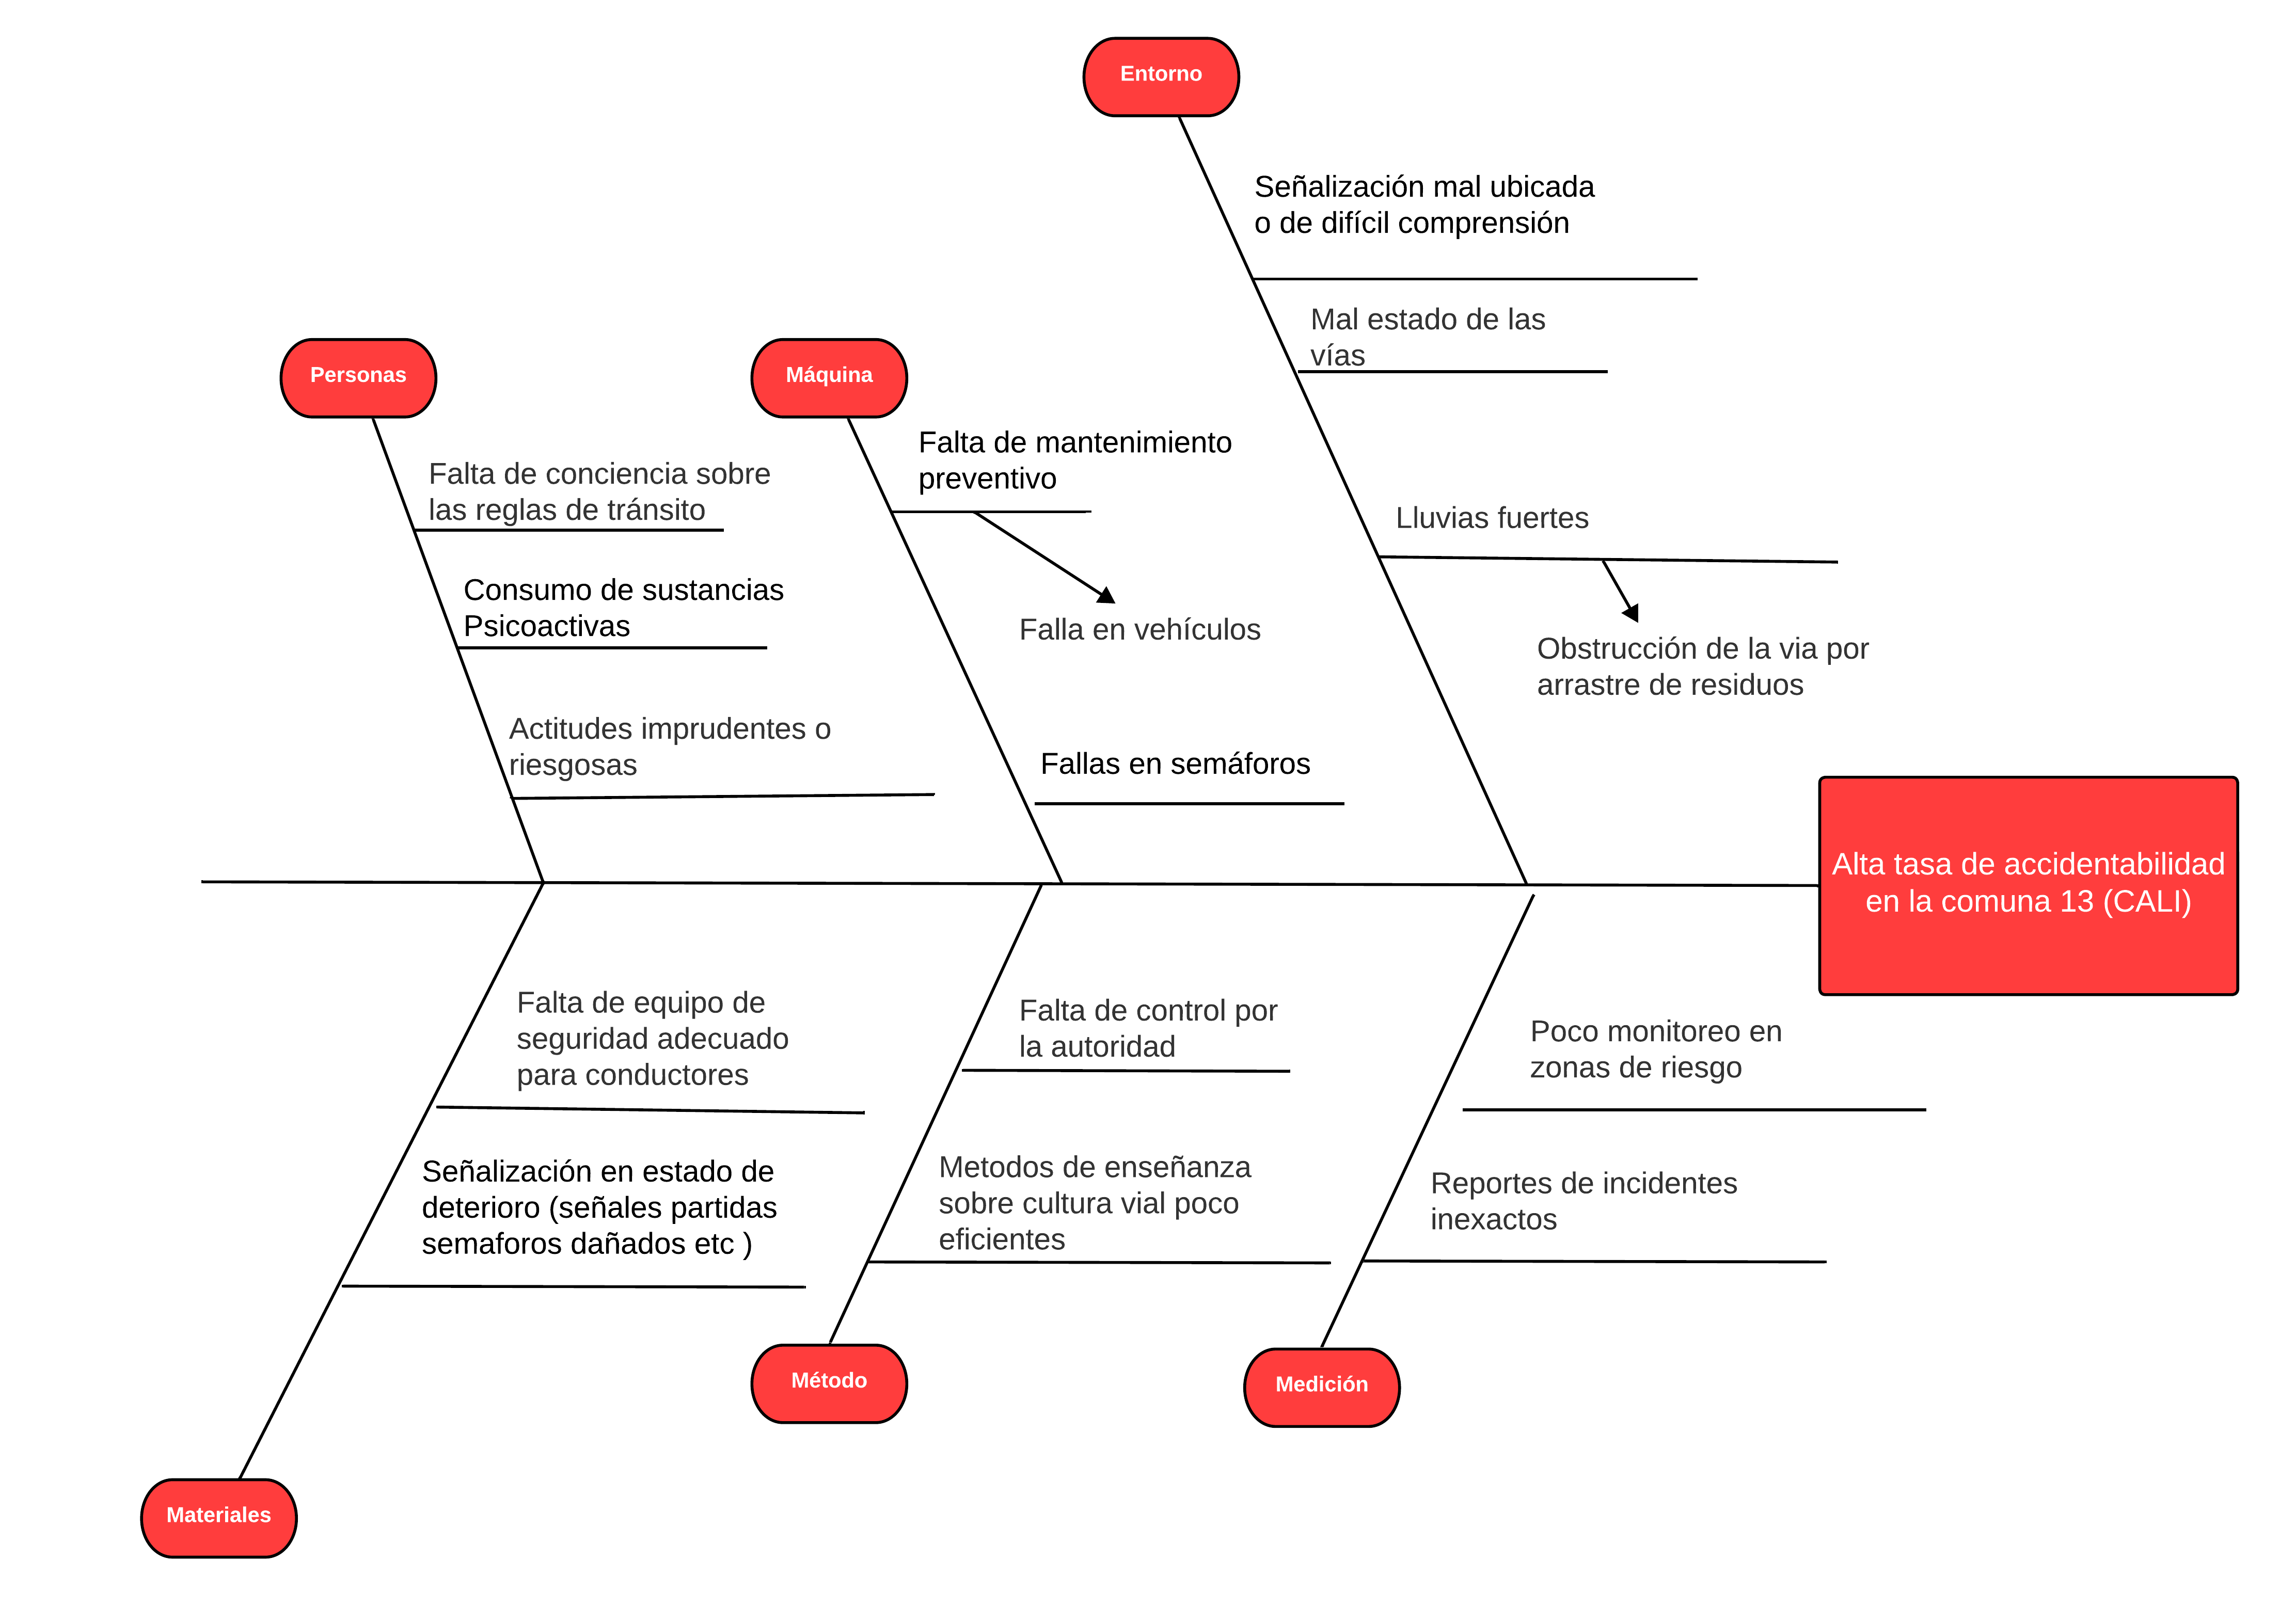 Entorno
Señalización mal ubicada
o de difícil comprensión
Mal estado de las
vías
Personas
Máquina
Falta de mantenimiento
preventivo
Falta de conciencia sobre
las reglas de tránsito
Lluvias fuertes
Consumo de sustancias
Psicoactivas
Falla en vehículos
Obstrucción de la via por
arrastre de residuos
Actitudes imprudentes o
riesgosas
Fallas en semáforos
Alta tasa de accidentabilidad
en la comuna 13 (CALI)
Falta de equipo de
seguridad adecuado
para conductores
Falta de control por
la autoridad
Poco monitoreo en
zonas de riesgo
Señalización en estado de
deterioro (señales partidas
semaforos dañados etc )
Metodos de enseñanza
sobre cultura vial poco
eficientes
Reportes de incidentes
inexactos
Método
Medición
Materiales